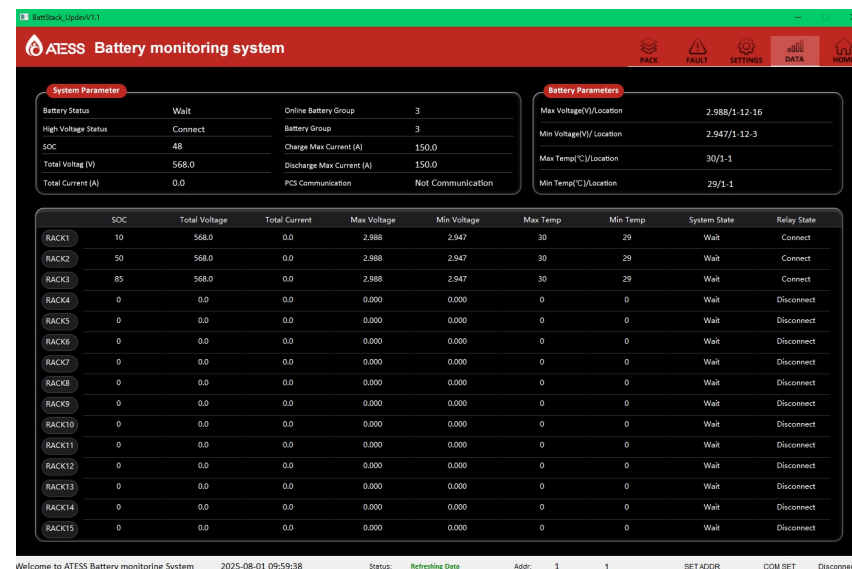 BattStack_UpdevV1.1
ATESS Battery monitoring system
PACK FAULT SETTINGS DATA HOME
System Parameter
Battery Status Wait Online Battery Group 3
High Voltage Status Connect Battery Group 3
SOC 48 Charge Max Current (A) 150.0
Total Voltag (V) 568.0 Discharge Max Current (A) 150.0
Total Current (A) 0.0 PCS Communication Not Communication
Battery Parameters
Max Voltage(V)/Location 2.988/1-12-16
Min Voltage(V)/ Location 2.947/1-12-3
Max Temp(℃)/Location 30/1-1
Min Temp(℃)/Location 29/1-1
SOC Total Voltage Total Current Max Voltage Min Voltage Max Temp Min Temp System State Relay State
RACK1 10 568.0 0.0 2.988 2.947 30 29 Wait Connect
RACK2 50 568.0 0.0 2.988 2.947 30 29 Wait Connect
RACK3 85 568.0 0.0 2.988 2.947 30 29 Wait Connect
RACK4 0 0.0 0.0 0.000 0.000 0 0 Wait Disconnect
RACK5 0 0.0 0.0 0.000 0.000 0 0 Wait Disconnect
RACK6 0 0.0 0.0 0.000 0.000 0 0 Wait Disconnect
RACK7 0 0.0 0.0 0.000 0.000 0 0 Wait Disconnect
RACK8 0 0.0 0.0 0.000 0.000 0 0 Wait Disconnect
RACK9 0 0.0 0.0 0.000 0.000 0 0 Wait Disconnect
RACK10 0 0.0 0.0 0.000 0.000 0 0 Wait Disconnect
RACK11 0 0.0 0.0 0.000 0.000 0 0 Wait Disconnect
RACK12 0 0.0 0.0 0.000 0.000 0 0 Wait Disconnect
RACK13 0 0.0 0.0 0.000 0.000 0 0 Wait Disconnect
RACK14 0 0.0 0.0 0.000 0.000 0 0 Wait Disconnect
RACK15 0 0.0 0.0 0.000 0.000 0 0 Wait Disconnect
Welcome to ATESS Battery monitoring System 2025-08-01 09:59:38 Status: Refreshing Data Addr: 1 1 SET ADDR COM SET Disconnec